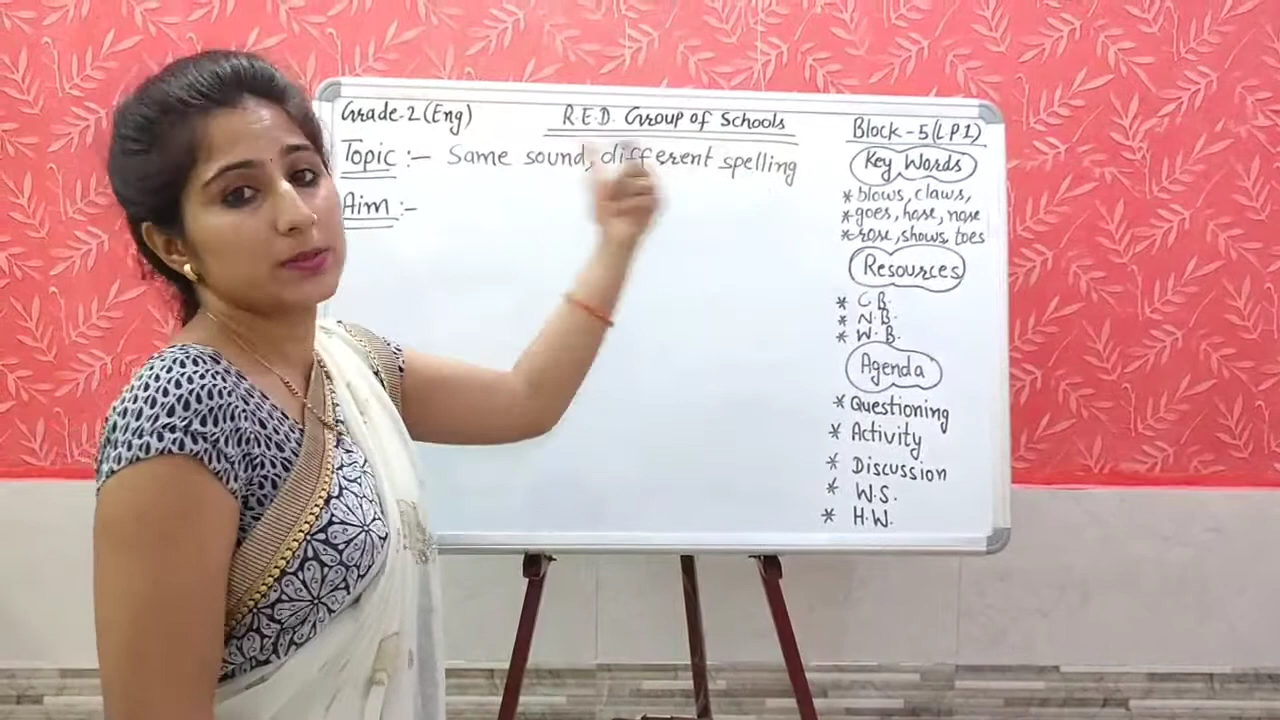 Grade-2 (Eng)
R.E.D. Group of Schools
Block - 5 (L P 1)
Topic :- Same sound, different spelling
Aim :-
Key Words
* blows, claws,
* goes, hose, nose
* rose, shows, toes
Resources
* C.B.
* N.B.
* W.B.
Agenda
* Questioning
* Activity
* Discussion
* W.S.
* H.W.